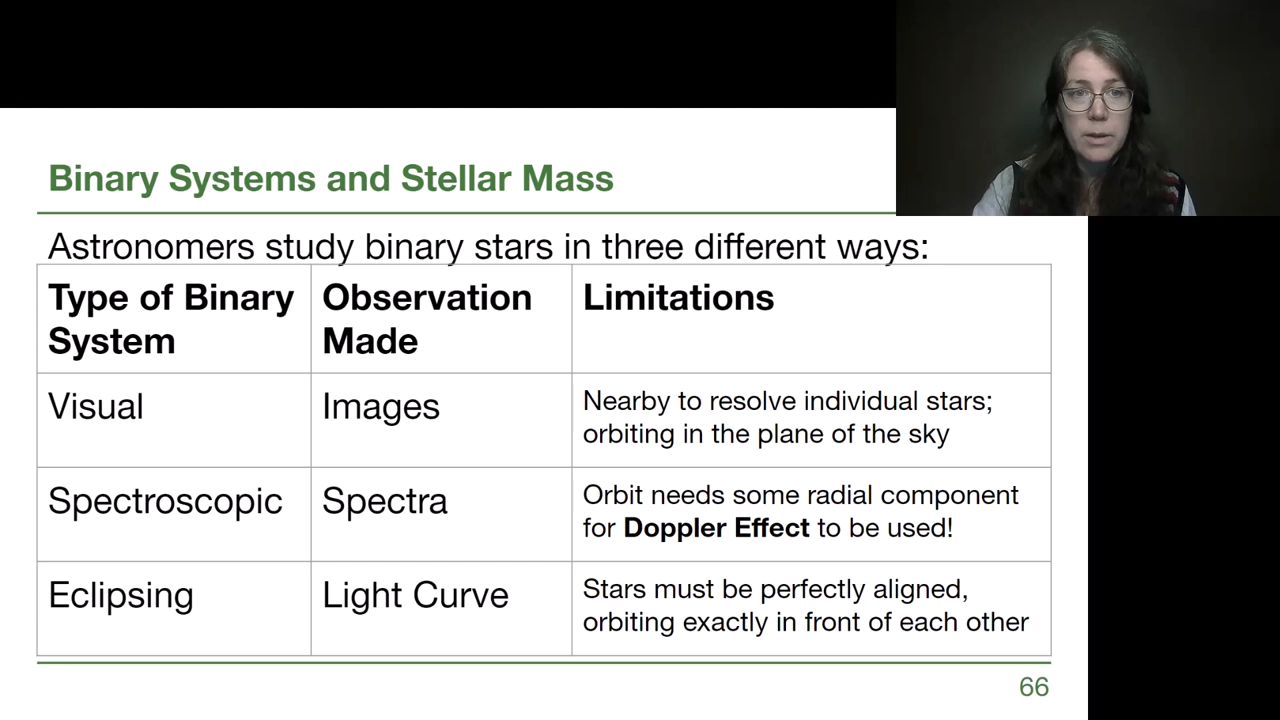 Binary Systems and Stellar Mass
Astronomers study binary stars in three different ways:
Type of Binary System
Observation Made
Limitations
Visual
Images
Nearby to resolve individual stars;
orbiting in the plane of the sky
Spectroscopic
Spectra
Orbit needs some radial component
for Doppler Effect to be used!
Eclipsing
Light Curve
Stars must be perfectly aligned,
orbiting exactly in front of each other
66